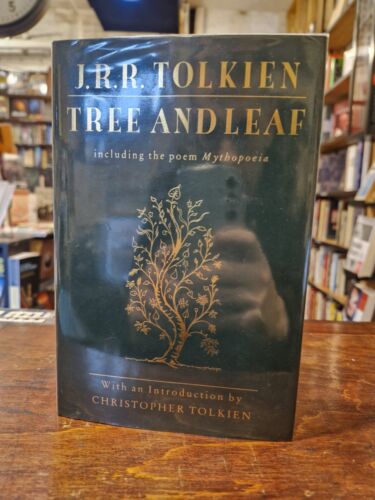 J.R.R. TOLKIEN
TREE AND LEAF
including the poem Mythopoeia
With an Introduction by
CHRISTOPHER TOLKIEN